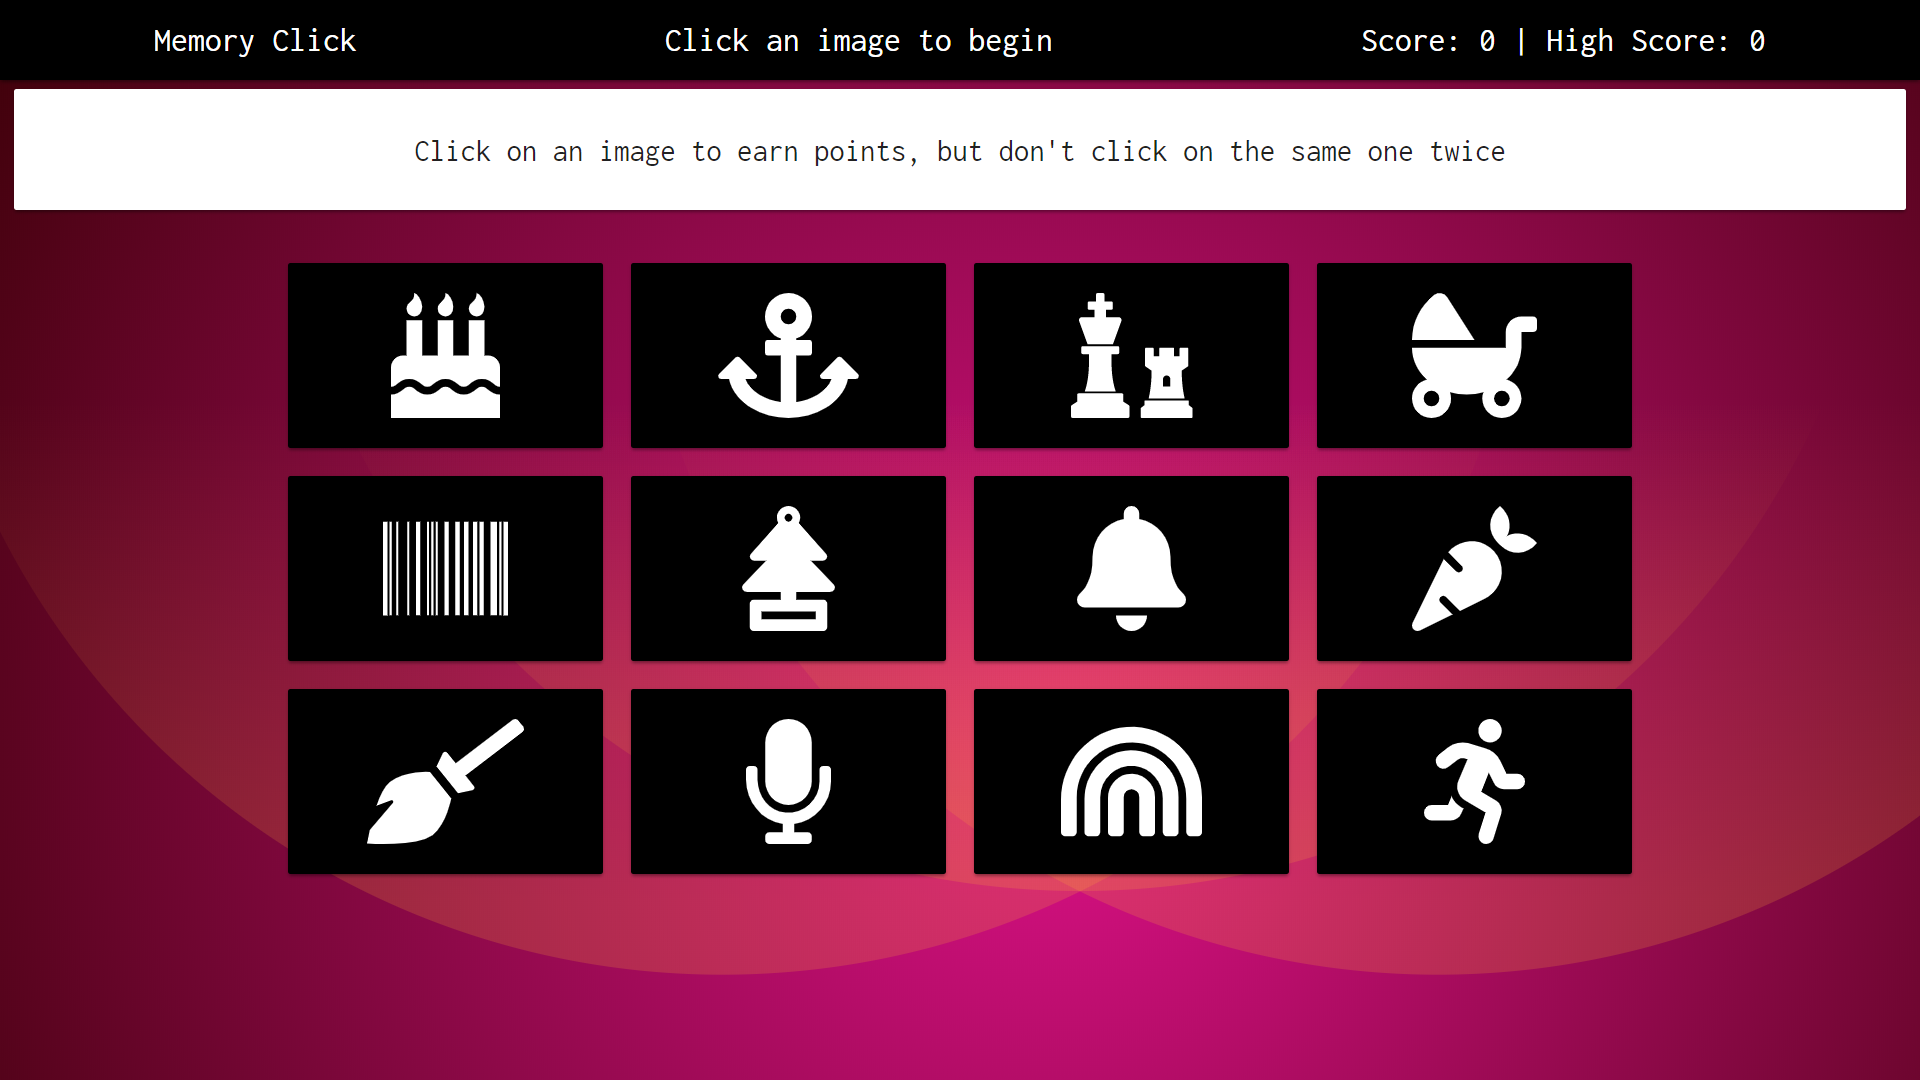 Memory Click
Click an image to begin
Score: 0 | High Score: 0
Click on an image to earn points, but don't click on the same one twice